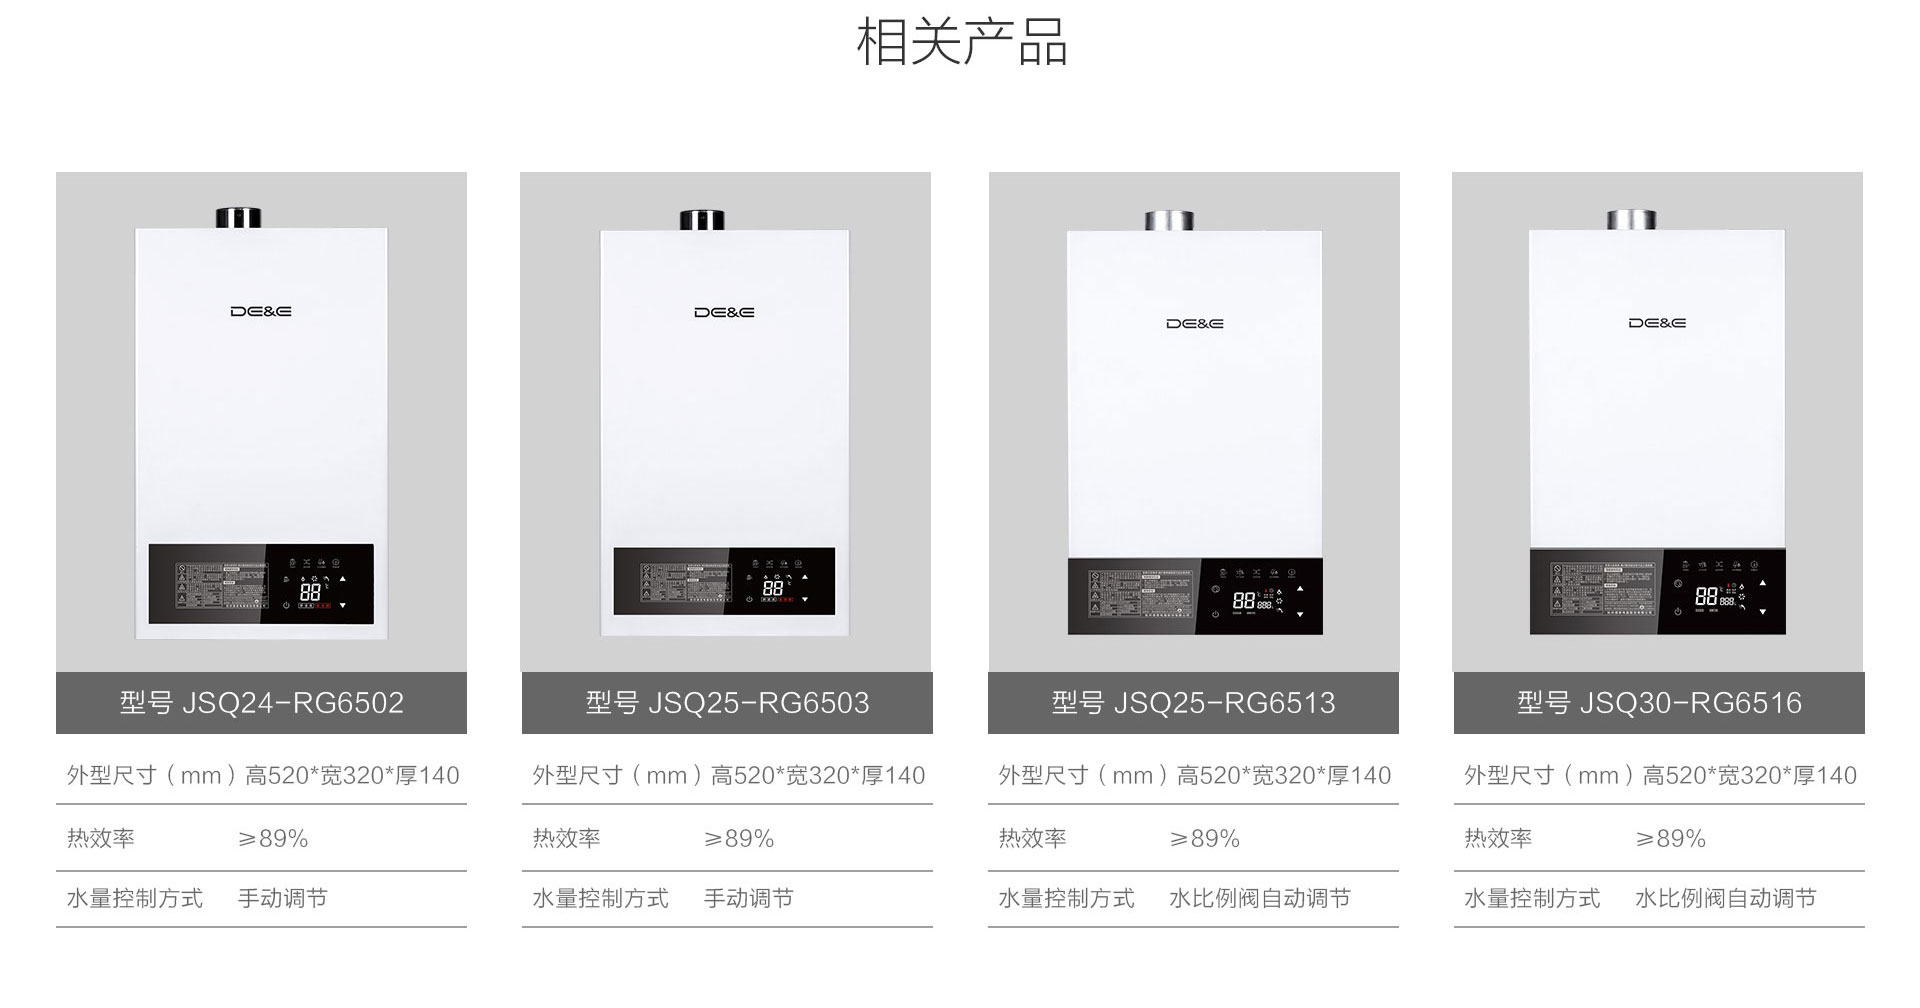 相关产品
DE&E
DE&E
DE&E
DE&E
88
88
88 888
88 888
型号 JSQ24-RG6502
型号 JSQ25-RG6503
型号 JSQ25-RG6513
型号 JSQ30-RG6516
外型尺寸（mm）高520*宽320*厚140
外型尺寸（mm）高520*宽320*厚140
外型尺寸（mm）高520*宽320*厚140
外型尺寸（mm）高520*宽320*厚140
热效率 ≥89%
热效率 ≥89%
热效率 ≥89%
热效率 ≥89%
水量控制方式 手动调节
水量控制方式 手动调节
水量控制方式 水比例阀自动调节
水量控制方式 水比例阀自动调节